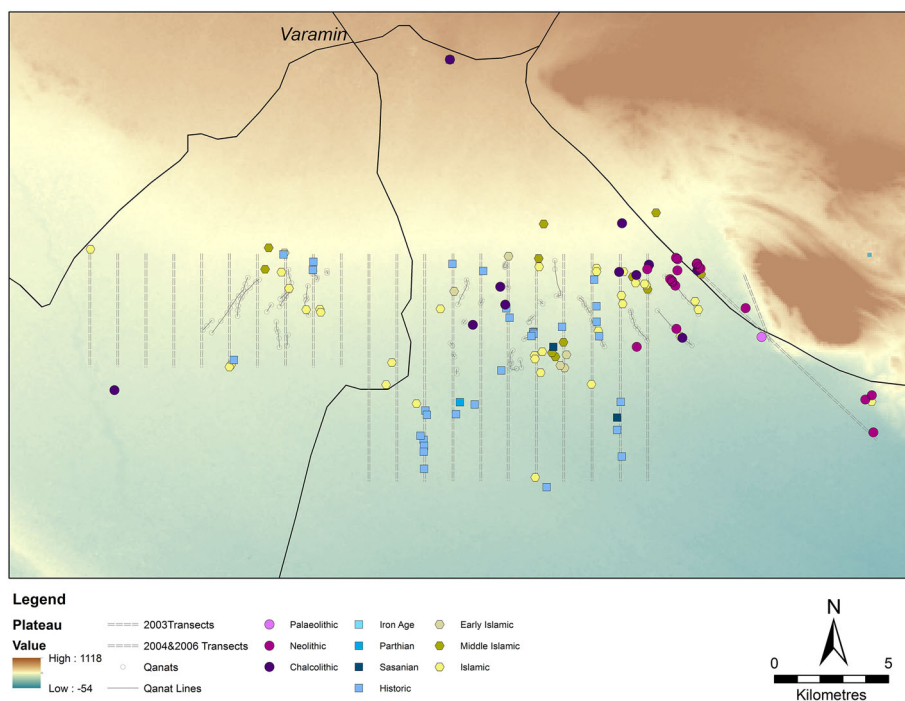 Varamin
Legend
Plateau
Value
High : 1118
Low : -54
2003Transects
2004&2006 Transects
Qanats
Qanat Lines
Palaeolithic
Neolithic
Chalcolithic
Iron Age
Parthian
Sasanian
Historic
Early Islamic
Middle Islamic
Islamic
N
0 5
Kilometres